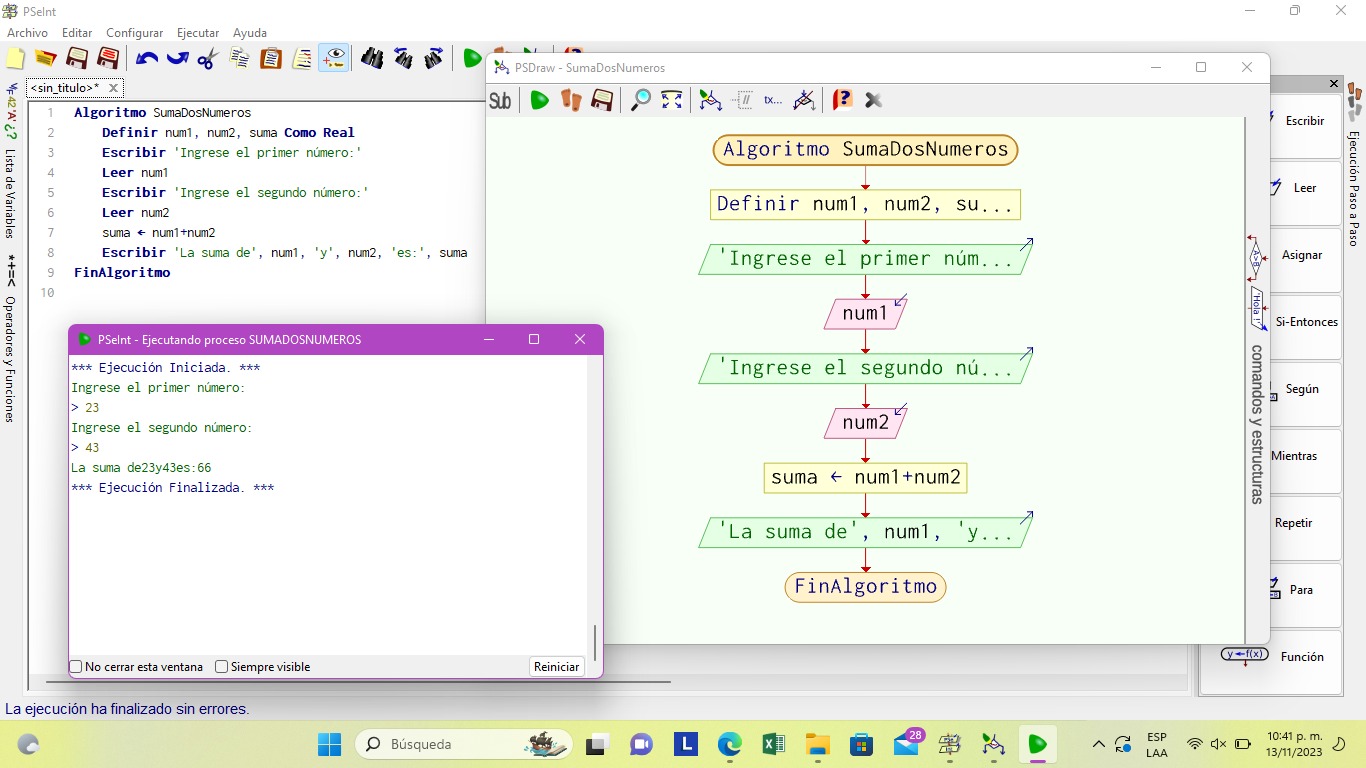 PSeInt
Archivo Editar Configurar Ejecutar Ayuda
<sin_titulo>*
1 Algoritmo SumaDosNumeros
2 Definir num1, num2, suma Como Real
3 Escribir 'Ingrese el primer número:'
4 Leer num1
5 Escribir 'Ingrese el segundo número:'
6 Leer num2
7 suma ← num1+num2
8 Escribir 'La suma de', num1, 'y', num2, 'es:', suma
9 FinAlgoritmo
10
Lista de Variables
Operadores y Funciones
PSeInt - Ejecutando proceso SUMADOSNUMEROS
*** Ejecución Iniciada. ***
Ingrese el primer número:
> 23
Ingrese el segundo número:
> 43
La suma de23y43es:66
*** Ejecución Finalizada. ***
No cerrar esta ventana
Siempre visible
Reiniciar
PSDraw - SumaDosNumeros
Sub
tx...
Algoritmo SumaDosNumeros
Definir num1, num2, su...
'Ingrese el primer núm...
num1
'Ingrese el segundo nú...
num2
suma ← num1+num2
'La suma de', num1, 'y...
FinAlgoritmo
A>B
'Hola !'
comandos y estructuras
Escribir
Leer
Asignar
Si-Entonces
Según
Mientras
Repetir
Para
y←f(x)
Función
Ejecución Paso a Paso
La ejecución ha finalizado sin errores.
Búsqueda
L
28
ESP
LAA
10:41 p. m.
13/11/2023